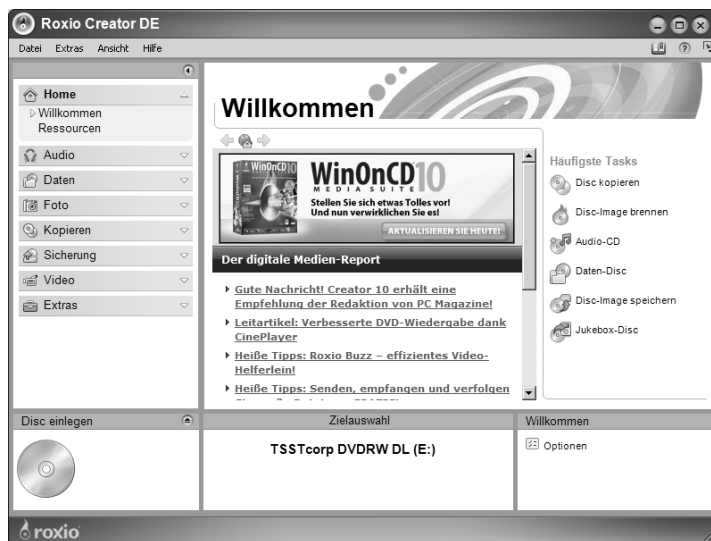 Roxio Creator DE
Datei Extras Ansicht Hilfe
Home
Willkommen
Ressourcen
Audio
Daten
Foto
Kopieren
Sicherung
Video
Extras
Willkommen
WinOnCD10
WinOnCD10
MEDIA SUITE
Stellen Sie sich etwas Tolles vor!
Und nun verwirklichen Sie es!
AKTUALISIEREN SIE HEUTE!
Der digitale Medien-Report
Gute Nachricht! Creator 10 erhält eine
Empfehlung der Redaktion von PC Magazine!
Leitartikel: Verbesserte DVD-Wiedergabe dank
CinePlayer
Heiße Tipps: Roxio Buzz – effizientes Video-
Helferlein!
Heiße Tipps: Senden, empfangen und verfolgen
Häufigste Tasks
Disc kopieren
Disc-Image brennen
Audio-CD
Daten-Disc
Disc-Image speichern
Jukebox-Disc
Disc einlegen
Zielauswahl
TSSTcorp DVDRW DL (E:)
Willkommen
Optionen
roxio